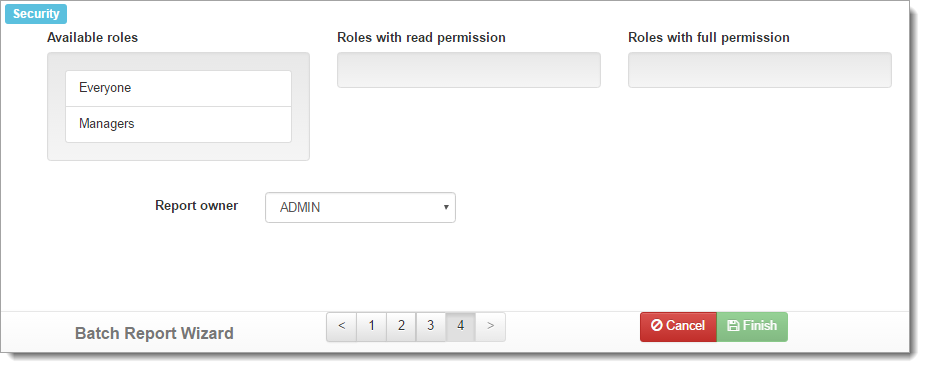 Security
Available roles Roles with read permission Roles with full permission
Everyone
Managers
Report owner ADMIN
Batch Report Wizard < 1 2 3 4 > Cancel Finish